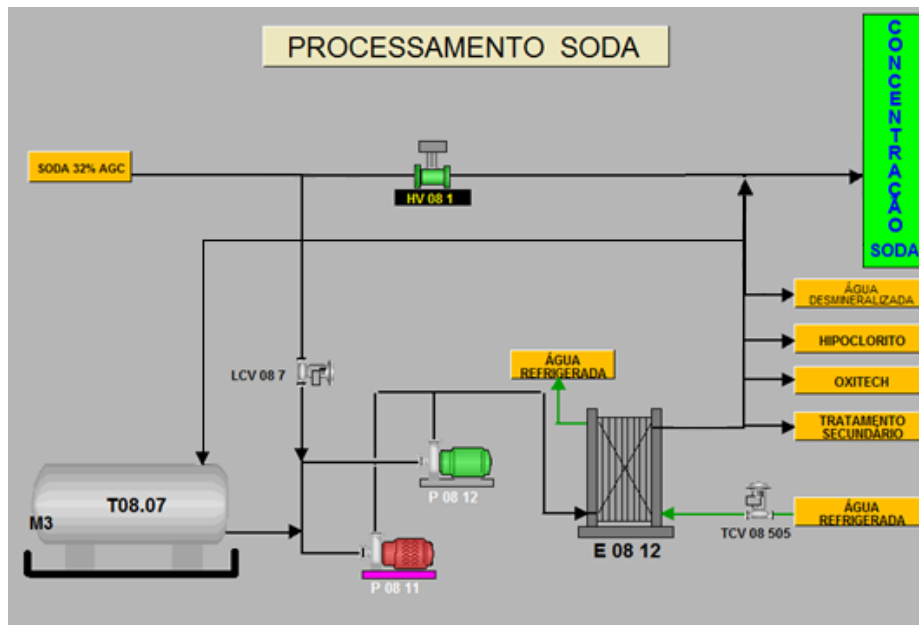 PROCESSAMENTO SODA
CONCENTRAÇÃO
SODA
SODA 32% AGC
HV 08 1
ÁGUA
DESMINERALIZADA
HIPOCLORITO
LCV 08 7
ÁGUA
REFRIGERADA
OXITECH
TRATAMENTO
SECUNDÁRIO
T08.07
M3
P 08 12
ÁGUA
REFRIGERADA
TCV 08 505
E 08 12
P 08 11